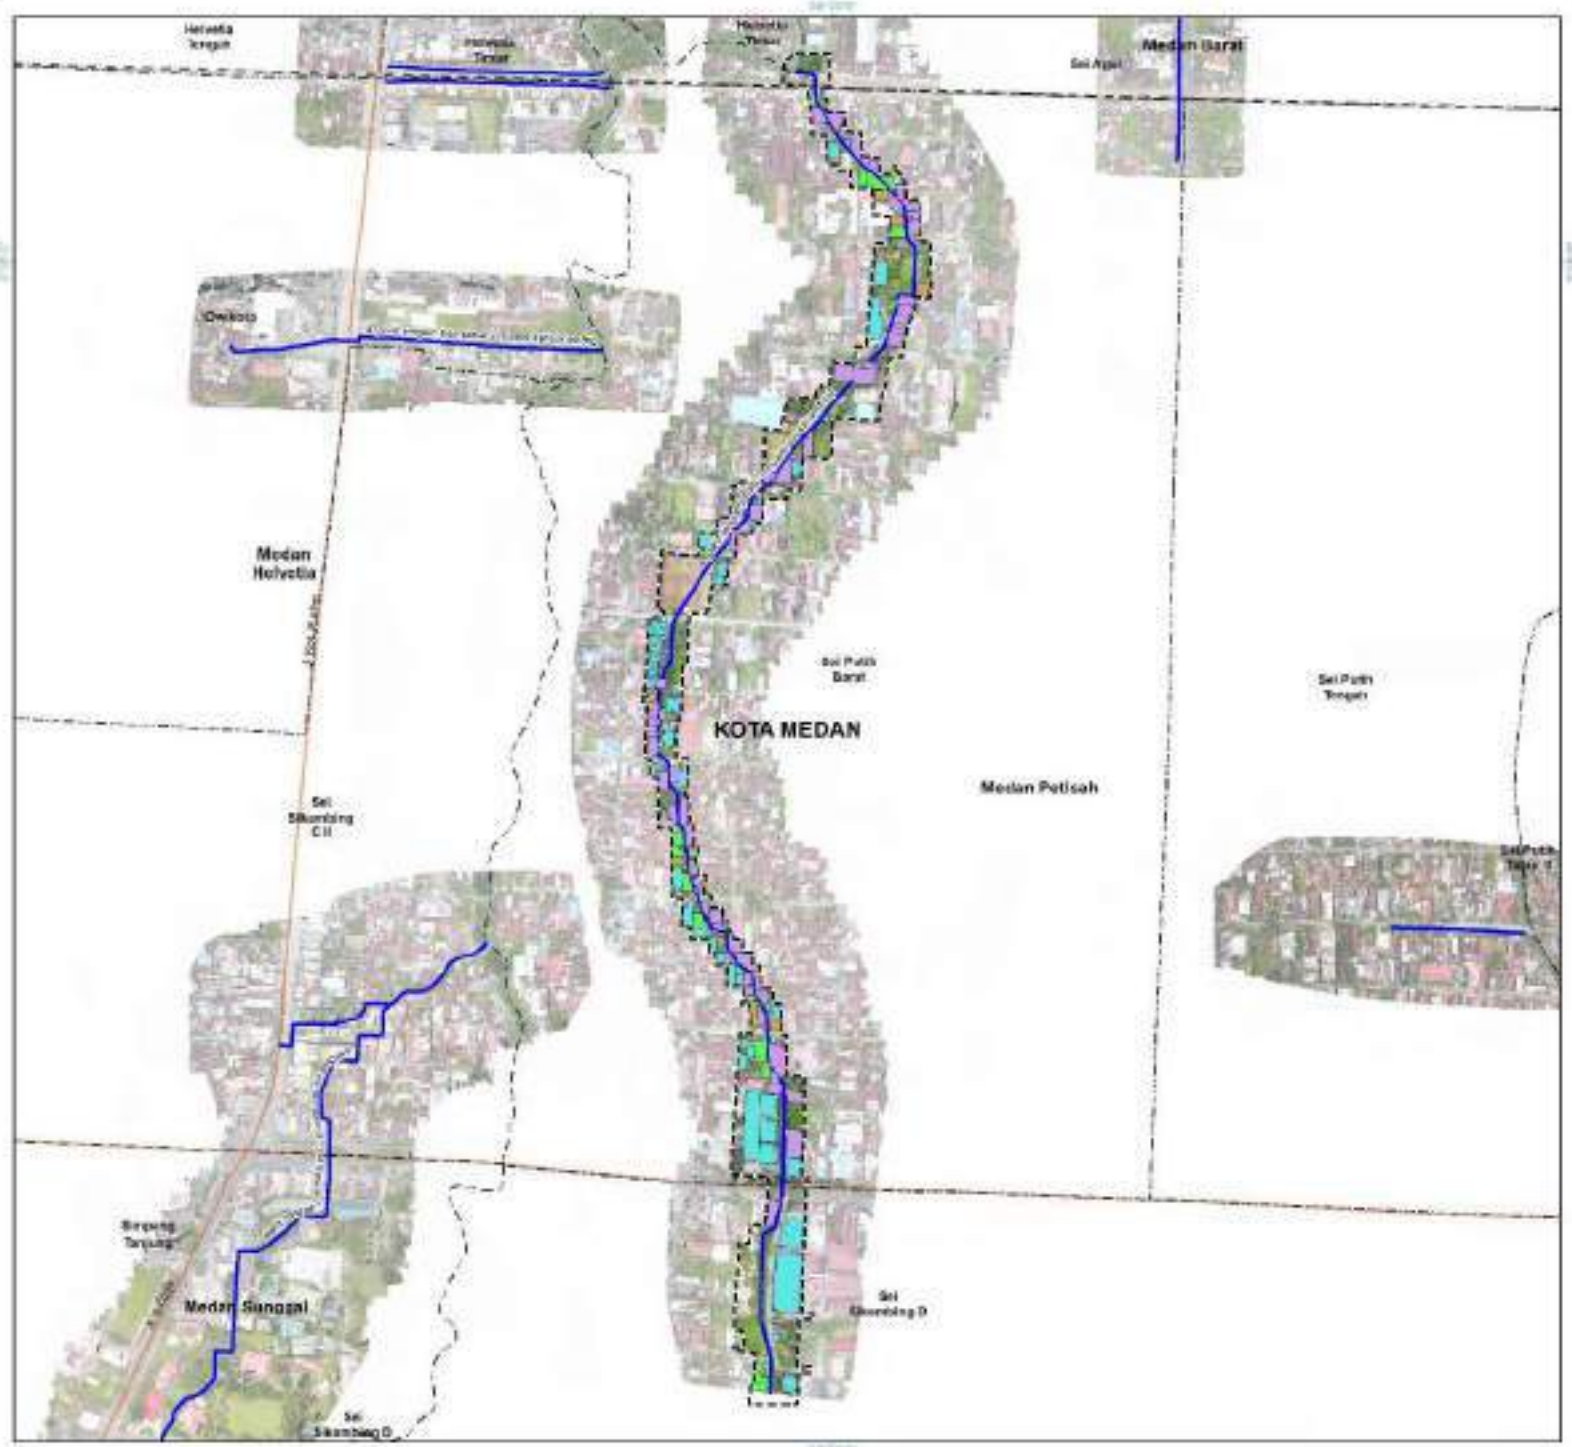 Helvetia
Tengah
Helvetia
Timur
Helvetia
Timur
Sei Agul
Medan Barat
Dwikora
Medan
Helvetia
Sei Putih
Barat
KOTA MEDAN
Sei Putih
Tengah
Medan Petisah
Sei
Sikambing
C II
Sei Putih
Simpang
Tanjung
Medan Sunggal
Sei
Sikambing D
Sei
Sikambing D